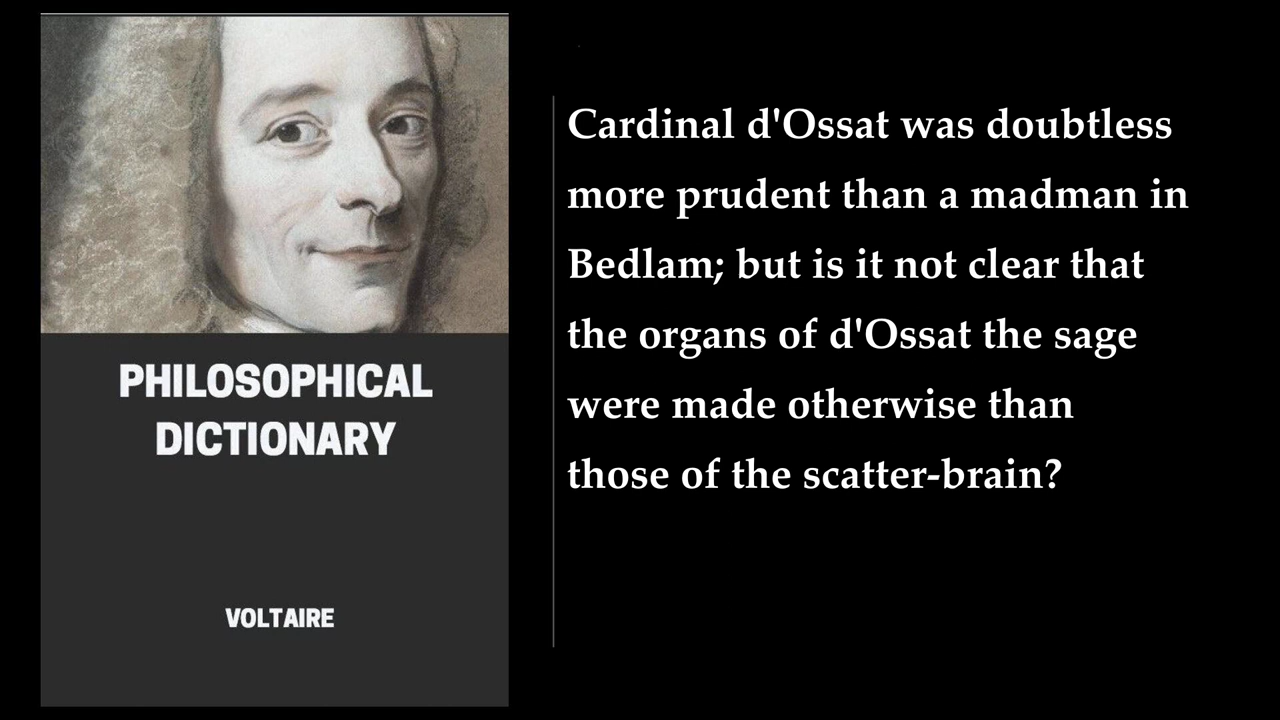 PHILOSOPHICAL
DICTIONARY
VOLTAIRE
Cardinal d'Ossat was doubtless
more prudent than a madman in
Bedlam; but is it not clear that
the organs of d'Ossat the sage
were made otherwise than
those of the scatter-brain?